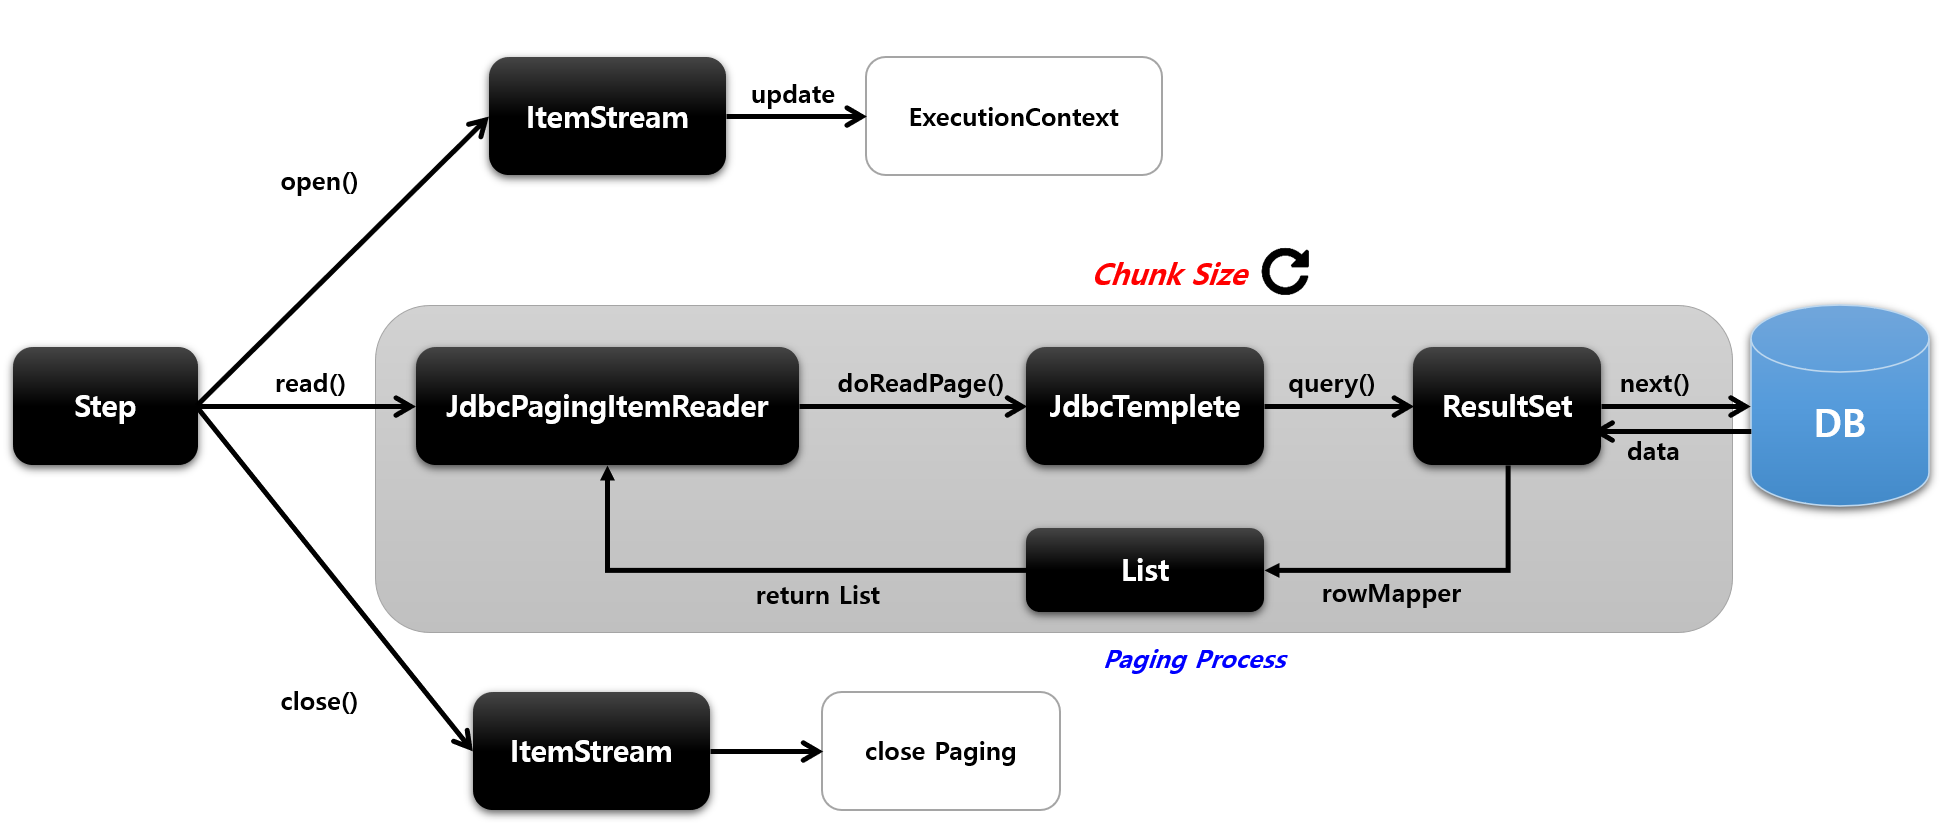 ItemStream
update
ExecutionContext
open()
Chunk Size
Step
read()
JdbcPagingItemReader
doReadPage()
JdbcTemplete
query()
ResultSet
next()
data
DB
List
return List
rowMapper
Paging Process
close()
ItemStream
close Paging